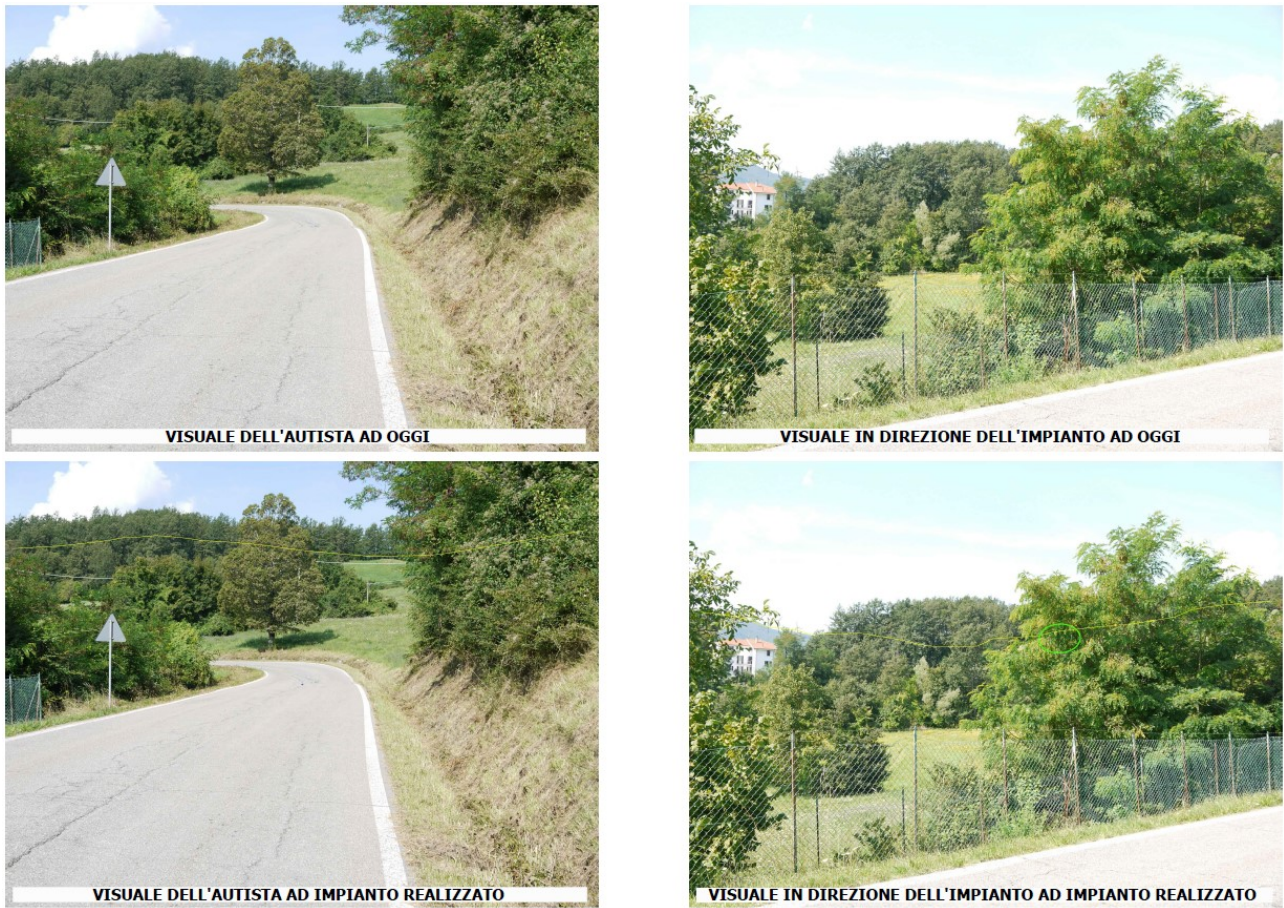 VISUALE DELL'AUTISTA AD OGGI
VISUALE IN DIREZIONE DELL'IMPIANTO AD OGGI
VISUALE DELL'AUTISTA AD IMPIANTO REALIZZATO
VISUALE IN DIREZIONE DELL'IMPIANTO AD IMPIANTO REALIZZATO